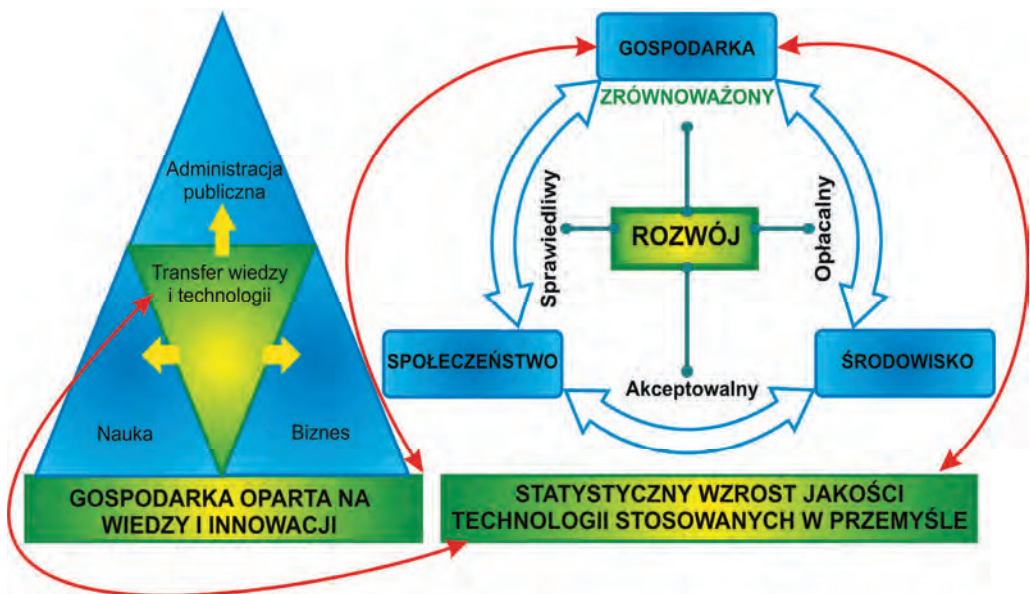 Administracja
publiczna
Transfer wiedzy
i technologii
Nauka
Biznes
GOSPODARKA OPARTA NA
WIEDZY I INNOWACJI
GOSPODARKA
ZRÓWNOWAŻONY
Sprawiedliwy
ROZWÓJ
Opłacalny
SPOŁECZEŃSTWO
Akceptowalny
ŚRODOWISKO
STATYSTYCZNY WZROST JAKOŚCI
TECHNOLOGII STOSOWANYCH W PRZEMYŚLE